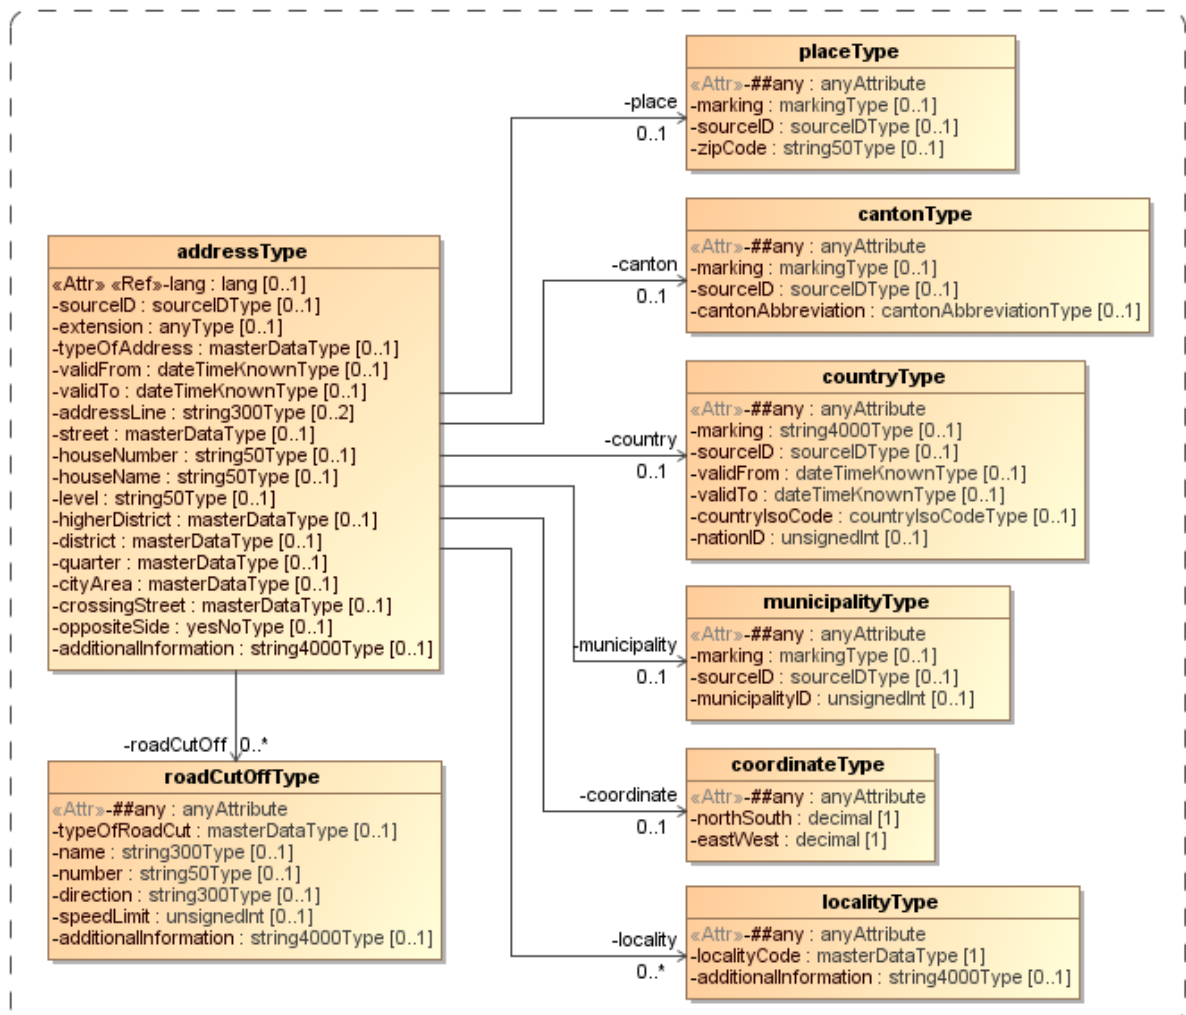 placeType
«Attr»-##any : anyAttribute
-marking : markingType [0..1]
-sourceID : sourceIDType [0..1]
-zipCode : string50Type [0..1]
-place
0..1
cantonType
«Attr»-##any : anyAttribute
-marking : markingType [0..1]
-sourceID : sourceIDType [0..1]
-cantonAbbreviation : cantonAbbreviationType [0..1]
-canton
0..1
addressType
«Attr» «Ref»-lang : lang [0..1]
-sourceID : sourceIDType [0..1]
-extension : anyType [0..1]
-typeOfAddress : masterDataType [0..1]
-validFrom : dateTimeKnownType [0..1]
-validTo : dateTimeKnownType [0..1]
-addressLine : string300Type [0..2]
-street : masterDataType [0..1]
-houseNumber : string50Type [0..1]
-houseName : string50Type [0..1]
-level : string50Type [0..1]
-higherDistrict : masterDataType [0..1]
-district : masterDataType [0..1]
-quarter : masterDataType [0..1]
-cityArea : masterDataType [0..1]
-crossingStreet : masterDataType [0..1]
-oppositeSide : yesNoType [0..1]
-additionalInformation : string4000Type [0..1]
countryType
«Attr»-##any : anyAttribute
-marking : string4000Type [0..1]
-sourceID : sourceIDType [0..1]
-validFrom : dateTimeKnownType [0..1]
-validTo : dateTimeKnownType [0..1]
-countryIsoCode : countryIsoCodeType [0..1]
-nationID : unsignedInt [0..1]
-country
0..1
municipalityType
«Attr»-##any : anyAttribute
-marking : markingType [0..1]
-sourceID : sourceIDType [0..1]
-municipalityID : unsignedInt [0..1]
-municipality
0..1
-roadCutOff 0..*
roadCutOffType
«Attr»-##any : anyAttribute
-typeOfRoadCut : masterDataType [0..1]
-name : string300Type [0..1]
-number : string50Type [0..1]
-direction : string300Type [0..1]
-speedLimit : unsignedInt [0..1]
-additionalInformation : string4000Type [0..1]
coordinateType
«Attr»-##any : anyAttribute
-northSouth : decimal [1]
-eastWest : decimal [1]
-coordinate
0..1
localityType
«Attr»-##any : anyAttribute
-localityCode : masterDataType [1]
-additionalInformation : string4000Type [0..1]
-locality
0..*